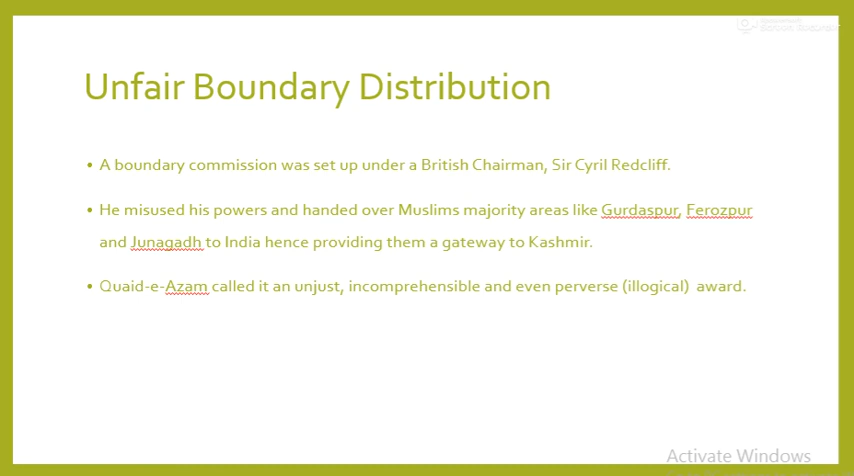 Unfair Boundary Distribution
• A boundary commission was set up under a British Chairman, Sir Cyril Redcliff.
• He misused his powers and handed over Muslims majority areas like Gurdaspur, Ferozpur
and Junagadh to India hence providing them a gateway to Kashmir.
• Quaid-e-Azam called it an unjust, incomprehensible and even perverse (illogical) award.
Activate Windows